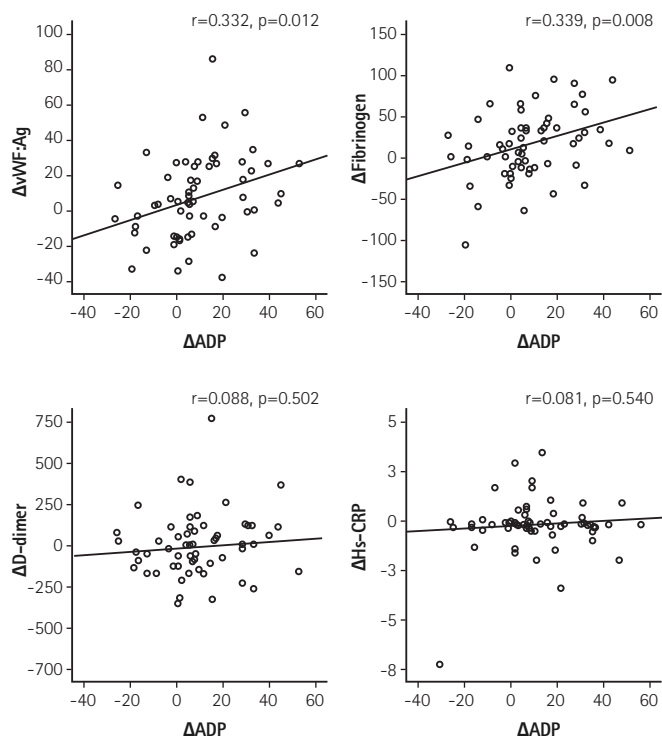 r=0.332, p=0.012
100
80
60
40
20
0
-20
-40
ΔvWF:Ag
-40 -20 0 20 40 60
ΔADP
r=0.339, p=0.008
150
100
50
0
-50
-100
-150
ΔFibrinogen
-40 -20 0 20 40 60
ΔADP
r=0.088, p=0.502
750
500
250
0
-250
-500
-700
ΔD-dimer
-40 -20 0 20 40 60
ΔADP
r=0.081, p=0.540
5
3
0
-3
-5
-8
ΔHs-CRP
-40 -20 0 20 40 60
ΔADP